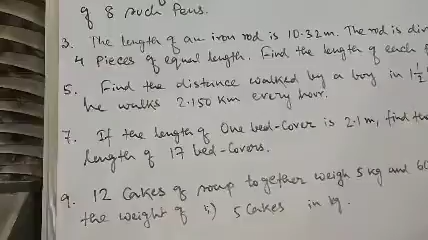 of 8 such Pens.
3. The length of an iron rod is 10.32m. The rod is div
4 pieces of equal length. Find the length of each
5. Find the distance walked by a boy in 1 1/2
he walks 2.150 Km every hour.
7. If the length of One bed-Cover is 2.1 m, find the
length of 17 bed-Covers.
9. 12 Cakes of soap together weigh 5 kg and 60
the weight of 5 Cakes in kg.